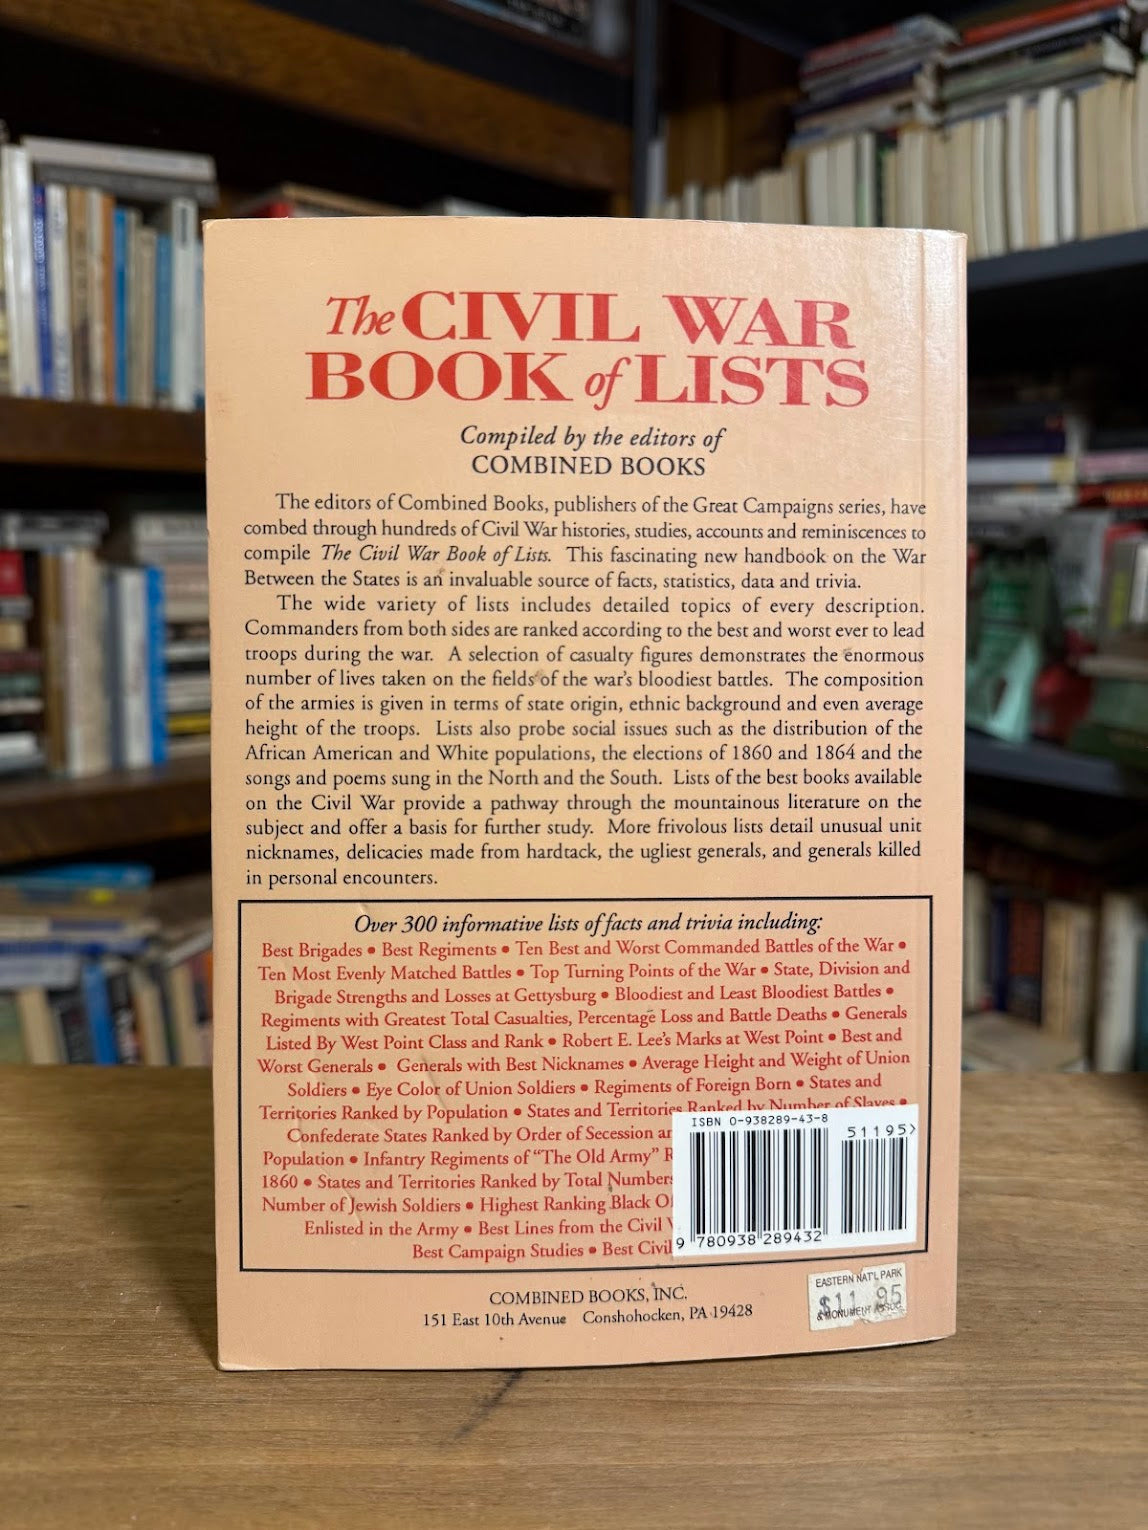 The CIVIL WAR
BOOK of LISTS
Compiled by the editors of
COMBINED BOOKS
The editors of Combined Books, publishers of the Great Campaigns series, have
combed through hundreds of Civil War histories, studies, accounts and reminiscences to
compile The Civil War Book of Lists. This fascinating new handbook on the War
Between the States is an invaluable source of facts, statistics, data and trivia.
The wide variety of lists includes detailed topics of every description.
Commanders from both sides are ranked according to the best and worst ever to lead
troops during the war. A selection of casualty figures demonstrates the enormous
number of lives taken on the fields of the war's bloodiest battles. The composition
of the armies is given in terms of state origin, ethnic background and even average
height of the troops. Lists also probe social issues such as the distribution of the
African American and White populations, the elections of 1860 and 1864 and the
songs and poems sung in the North and the South. Lists of the best books available
on the Civil War provide a pathway through the mountainous literature on the
subject and offer a basis for further study. More frivolous lists detail unusual unit
nicknames, delicacies made from hardtack, the ugliest generals, and generals killed
in personal encounters.
Over 300 informative lists of facts and trivia including:
Best Brigades • Best Regiments • Ten Best and Worst Commanded Battles of the War •
Ten Most Evenly Matched Battles • Top Turning Points of the War • State, Division and
Brigade Strengths and Losses at Gettysburg • Bloodiest and Least Bloodiest Battles •
Regiments with Greatest Total Casualties, Percentage Loss and Battle Deaths • Generals
Listed By West Point Class and Rank • Robert E. Lee's Marks at West Point • Best and
Worst Generals • Generals with Best Nicknames • Average Height and Weight of Union
Soldiers • Eye Color of Union Soldiers • Regiments of Foreign Born • States and
Territories Ranked by Population • States and Territories Ranked by Number of Slaves •
Confederate States Ranked by Order of Secession
Population • Infantry Regiments of "The Old Army"
1860 • States and Territories Ranked by Total Numbers
Number of Jewish Soldiers • Highest Ranking Black
Enlisted in the Army • Best Lines from the Civil
Best Campaign Studies • Best Civil
ISBN 0-938289-43-8
51195>
9 780938 289432
COMBINED BOOKS, INC.
151 East 10th Avenue Conshohocken, PA 19428
EASTERN NAT'L PARK
$11.95
& MONUMENT ASSOC.